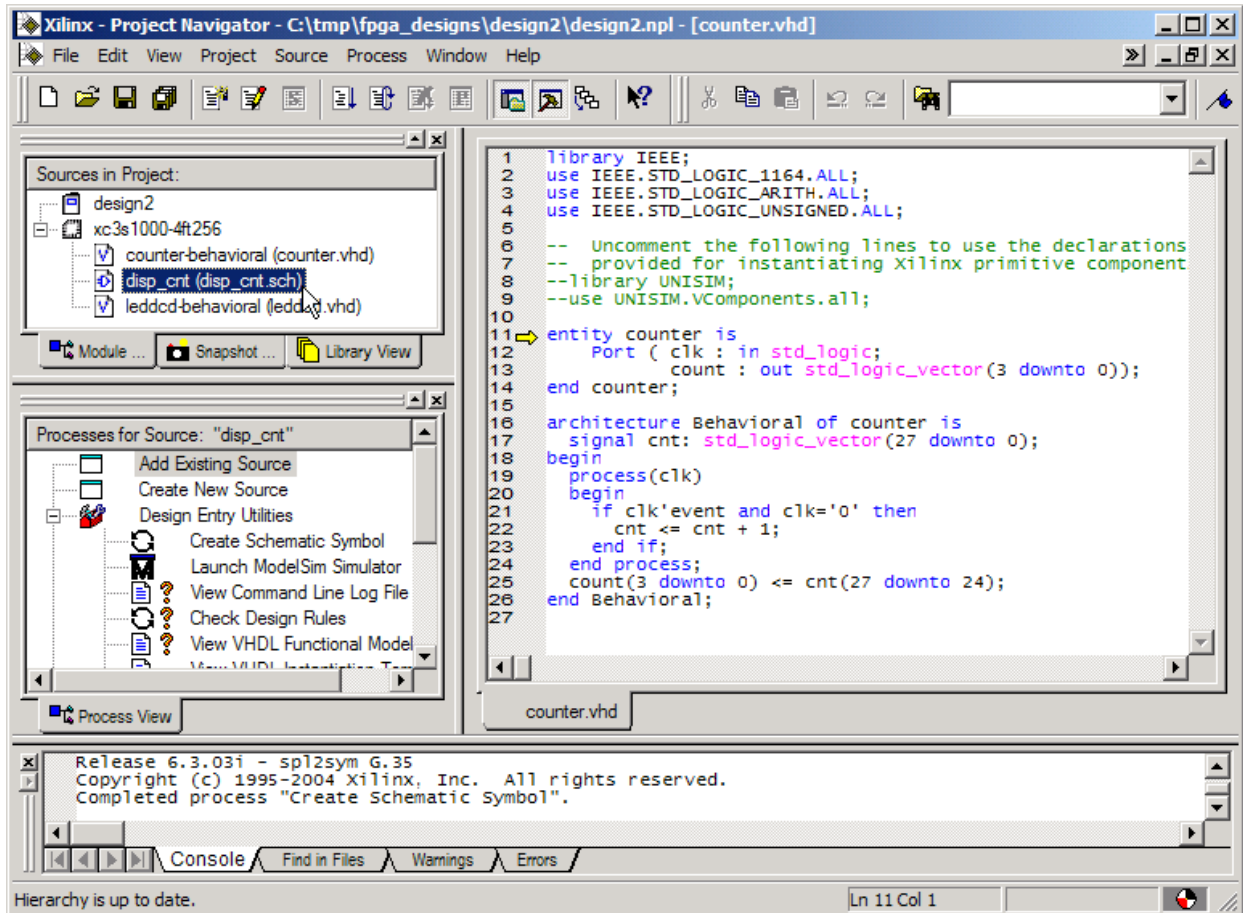 Xilinx - Project Navigator - C:\tmp\fpga_designs\design2\design2.npl - [counter.vhd]
File Edit View Project Source Process Window Help
Sources in Project:
design2
xc3s1000-4ft256
counter-behavioral (counter.vhd)
disp_cnt (disp_cnt.sch)
leddcd-behavioral .vhd)
Module ... Snapshot ... Library View
Processes for Source: "disp_cnt"
Add Existing Source
Create New Source
Design Entry Utilities
Create Schematic Symbol
Launch ModelSim Simulator
View Command Line Log File
Check Design Rules
View VHDL Functional Model
Process View
1 library IEEE;
2 use IEEE.STD_LOGIC_1164.ALL;
3 use IEEE.STD_LOGIC_ARITH.ALL;
4 use IEEE.STD_LOGIC_UNSIGNED.ALL;
5
6 -- Uncomment the following lines to use the declarations
7 -- provided for instantiating Xilinx primitive component
8 --library UNISIM;
9 --use UNISIM.VComponents.all;
10
11 entity counter is
12 Port ( clk : in std_logic;
13 count : out std_logic_vector(3 downto 0));
14 end counter;
15
16 architecture Behavioral of counter is
17 signal cnt: std_logic_vector(27 downto 0);
18 begin
19 process(clk)
20 begin
21 if clk'event and clk='0' then
22 cnt <= cnt + 1;
23 end if;
24 end process;
25 count(3 downto 0) <= cnt(27 downto 24);
26 end Behavioral;
27
counter.vhd
Release 6.3.03i - spl2sym G.35
Copyright (c) 1995-2004 Xilinx, Inc. All rights reserved.
Completed process "Create Schematic Symbol".
Console Find in Files Warnings Errors
Hierarchy is up to date.
Ln 11 Col 1